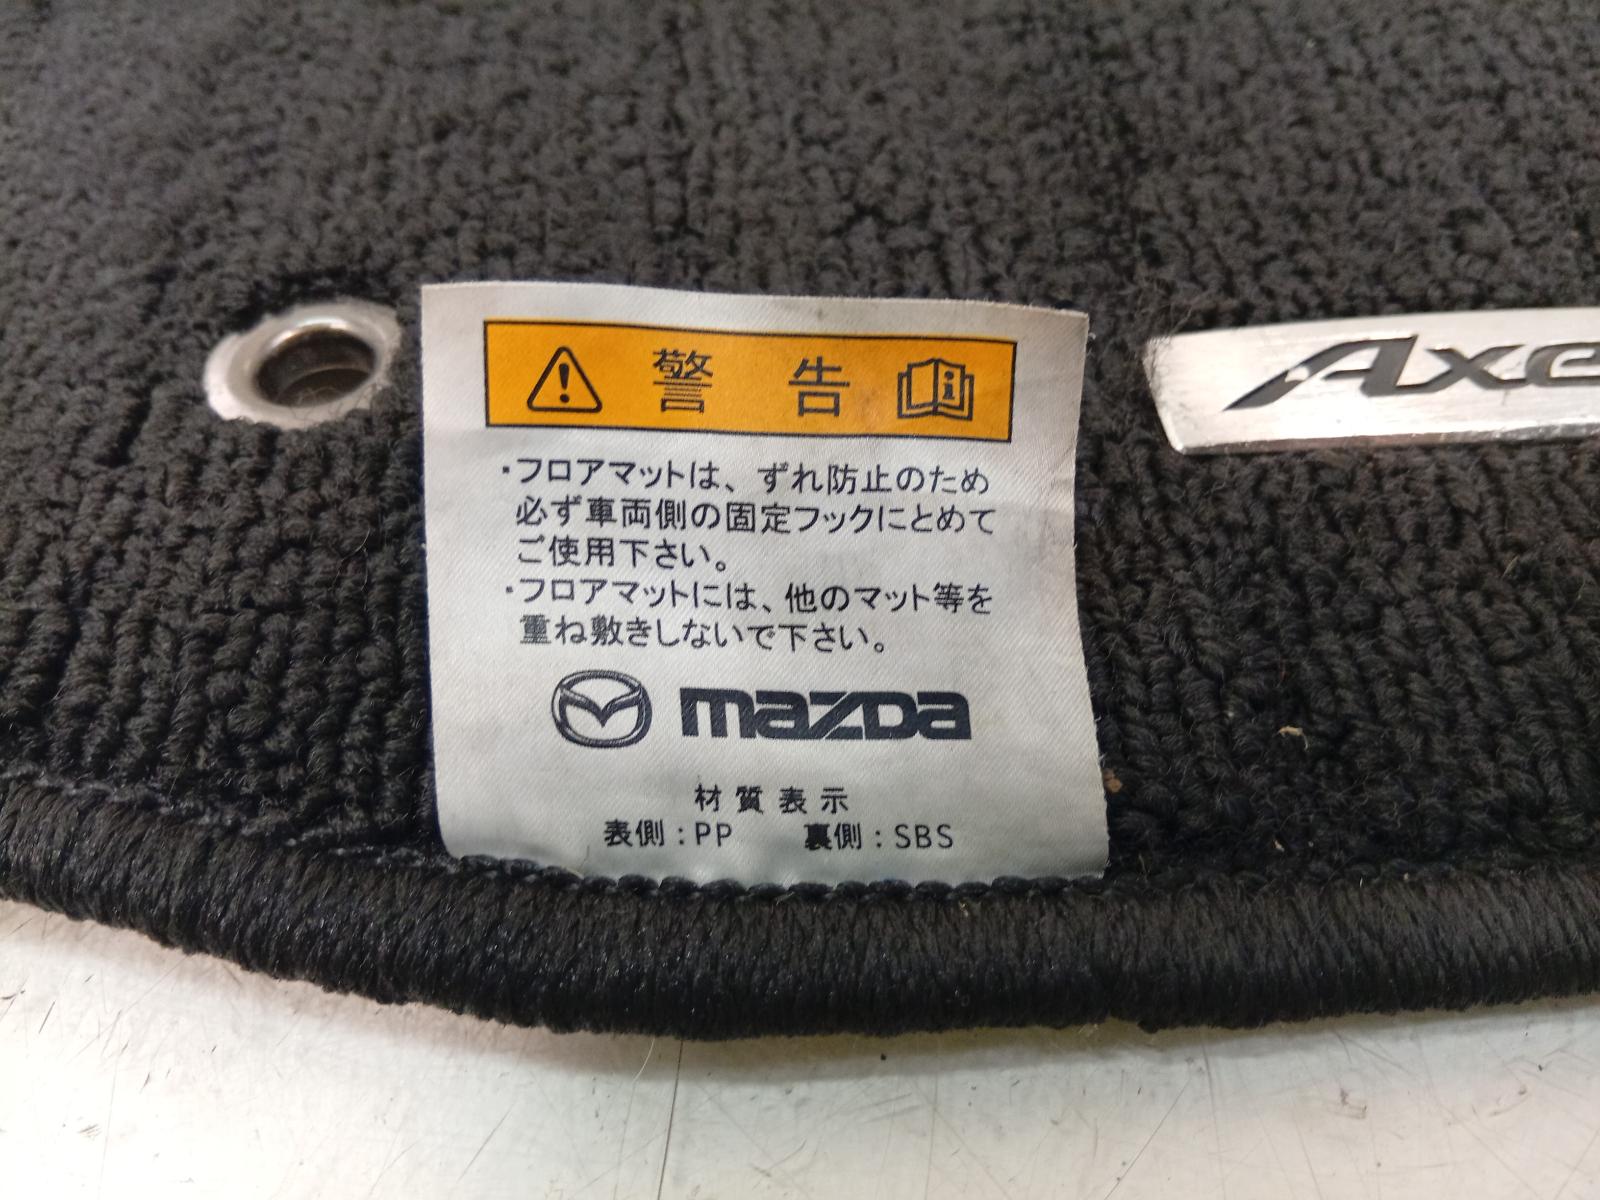 警 告
・フロアマットは、ずれ防止のため
必ず車両側の固定フックにとめて
ご使用下さい。
・フロアマットには、他のマット等を
重ね敷きしないで下さい。
mazDa
材質表示
表側：PP 裏側：SBS
Axe